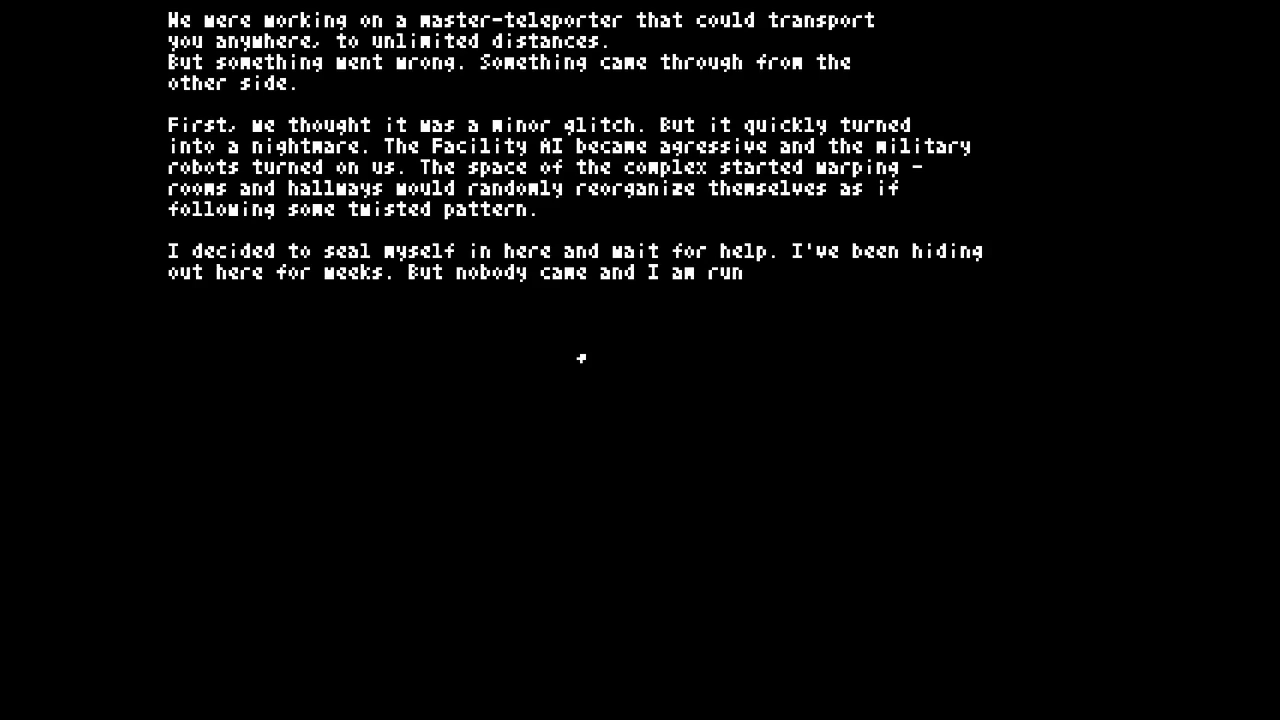 We were working on a master-teleporter that could transport
you anywhere, to unlimited distances.
But something went wrong. Something came through from the
other side.
First, we thought it was a minor glitch. But it quickly turned
into a nightmare. The Facility AI became agressive and the military
robots turned on us. The space of the complex started warping -
rooms and hallways would randomly reorganize themselves as if
following some twisted pattern.
I decided to seal myself in here and wait for help. I've been hiding
out here for weeks. But nobody came and I am run